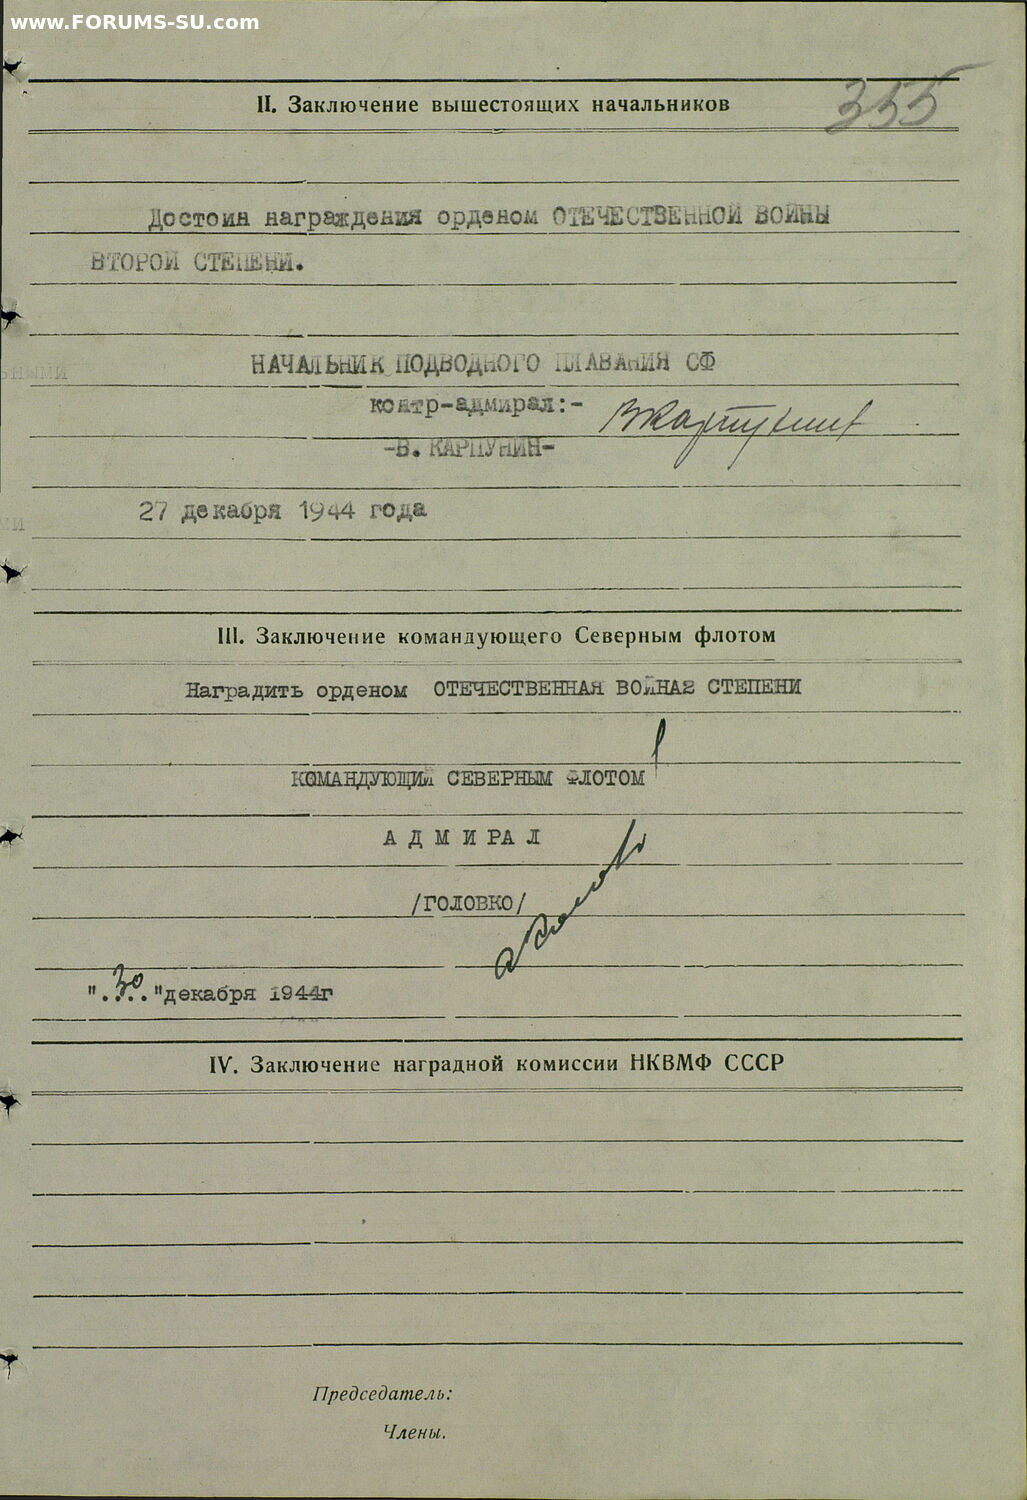 www.FORUMS-SU.com
355
II. Заключение вышестоящих начальников
Достоин награждения орденом ОТЕЧЕСТВЕННОЙ ВОЙНЫ
ВТОРОЙ СТЕПЕНИ.
НАЧАЛЬНИК ПОДВОДНОГО ПЛАВАНИЯ СФ
контр-адмирал:-
-В. КАРПУНИН-
27 декабря 1944 года
III. Заключение командующего Северным флотом
Наградить орденом ОТЕЧЕСТВЕННАЯ ВОЙНА2 СТЕПЕНИ
КОМАНДУЮЩИЙ СЕВЕРНЫМ ФЛОТОМ
А Д М И РА Л
/ГОЛОВКО/
".30.."декабря 1944г
IV. Заключение наградной комиссии НКВМФ СССР
Председатель:
Члены.